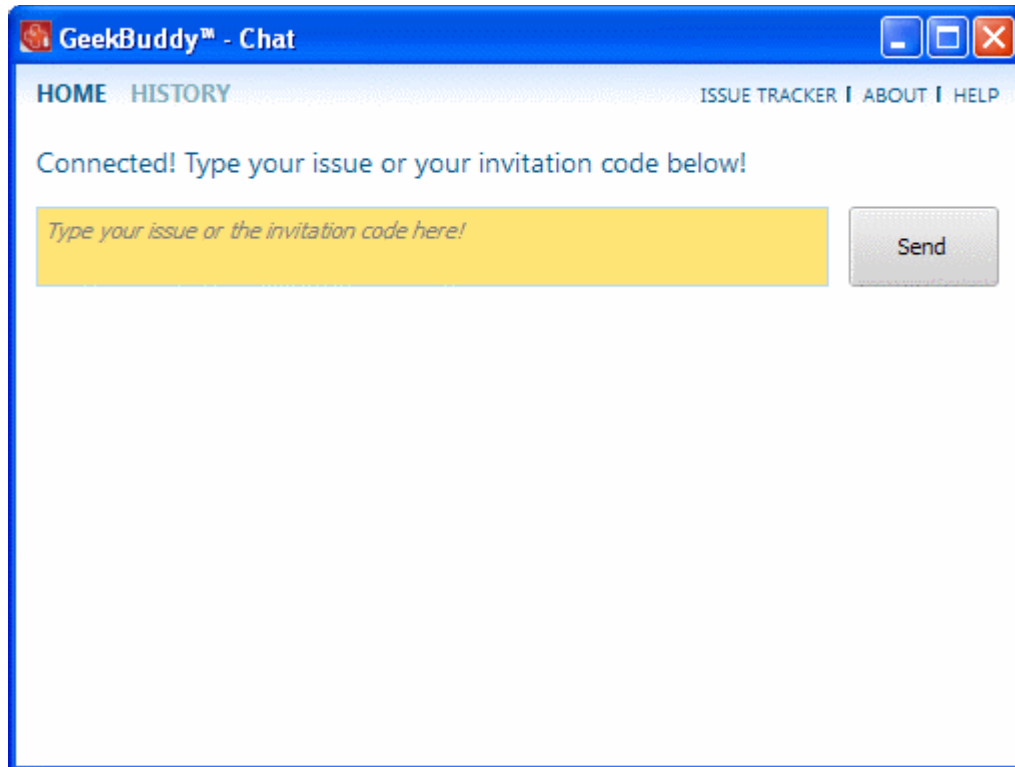 GeekBuddy™ - Chat
HOME HISTORY ISSUE TRACKER | ABOUT | HELP
Connected! Type your issue or your invitation code below!
Type your issue or the invitation code here! Send